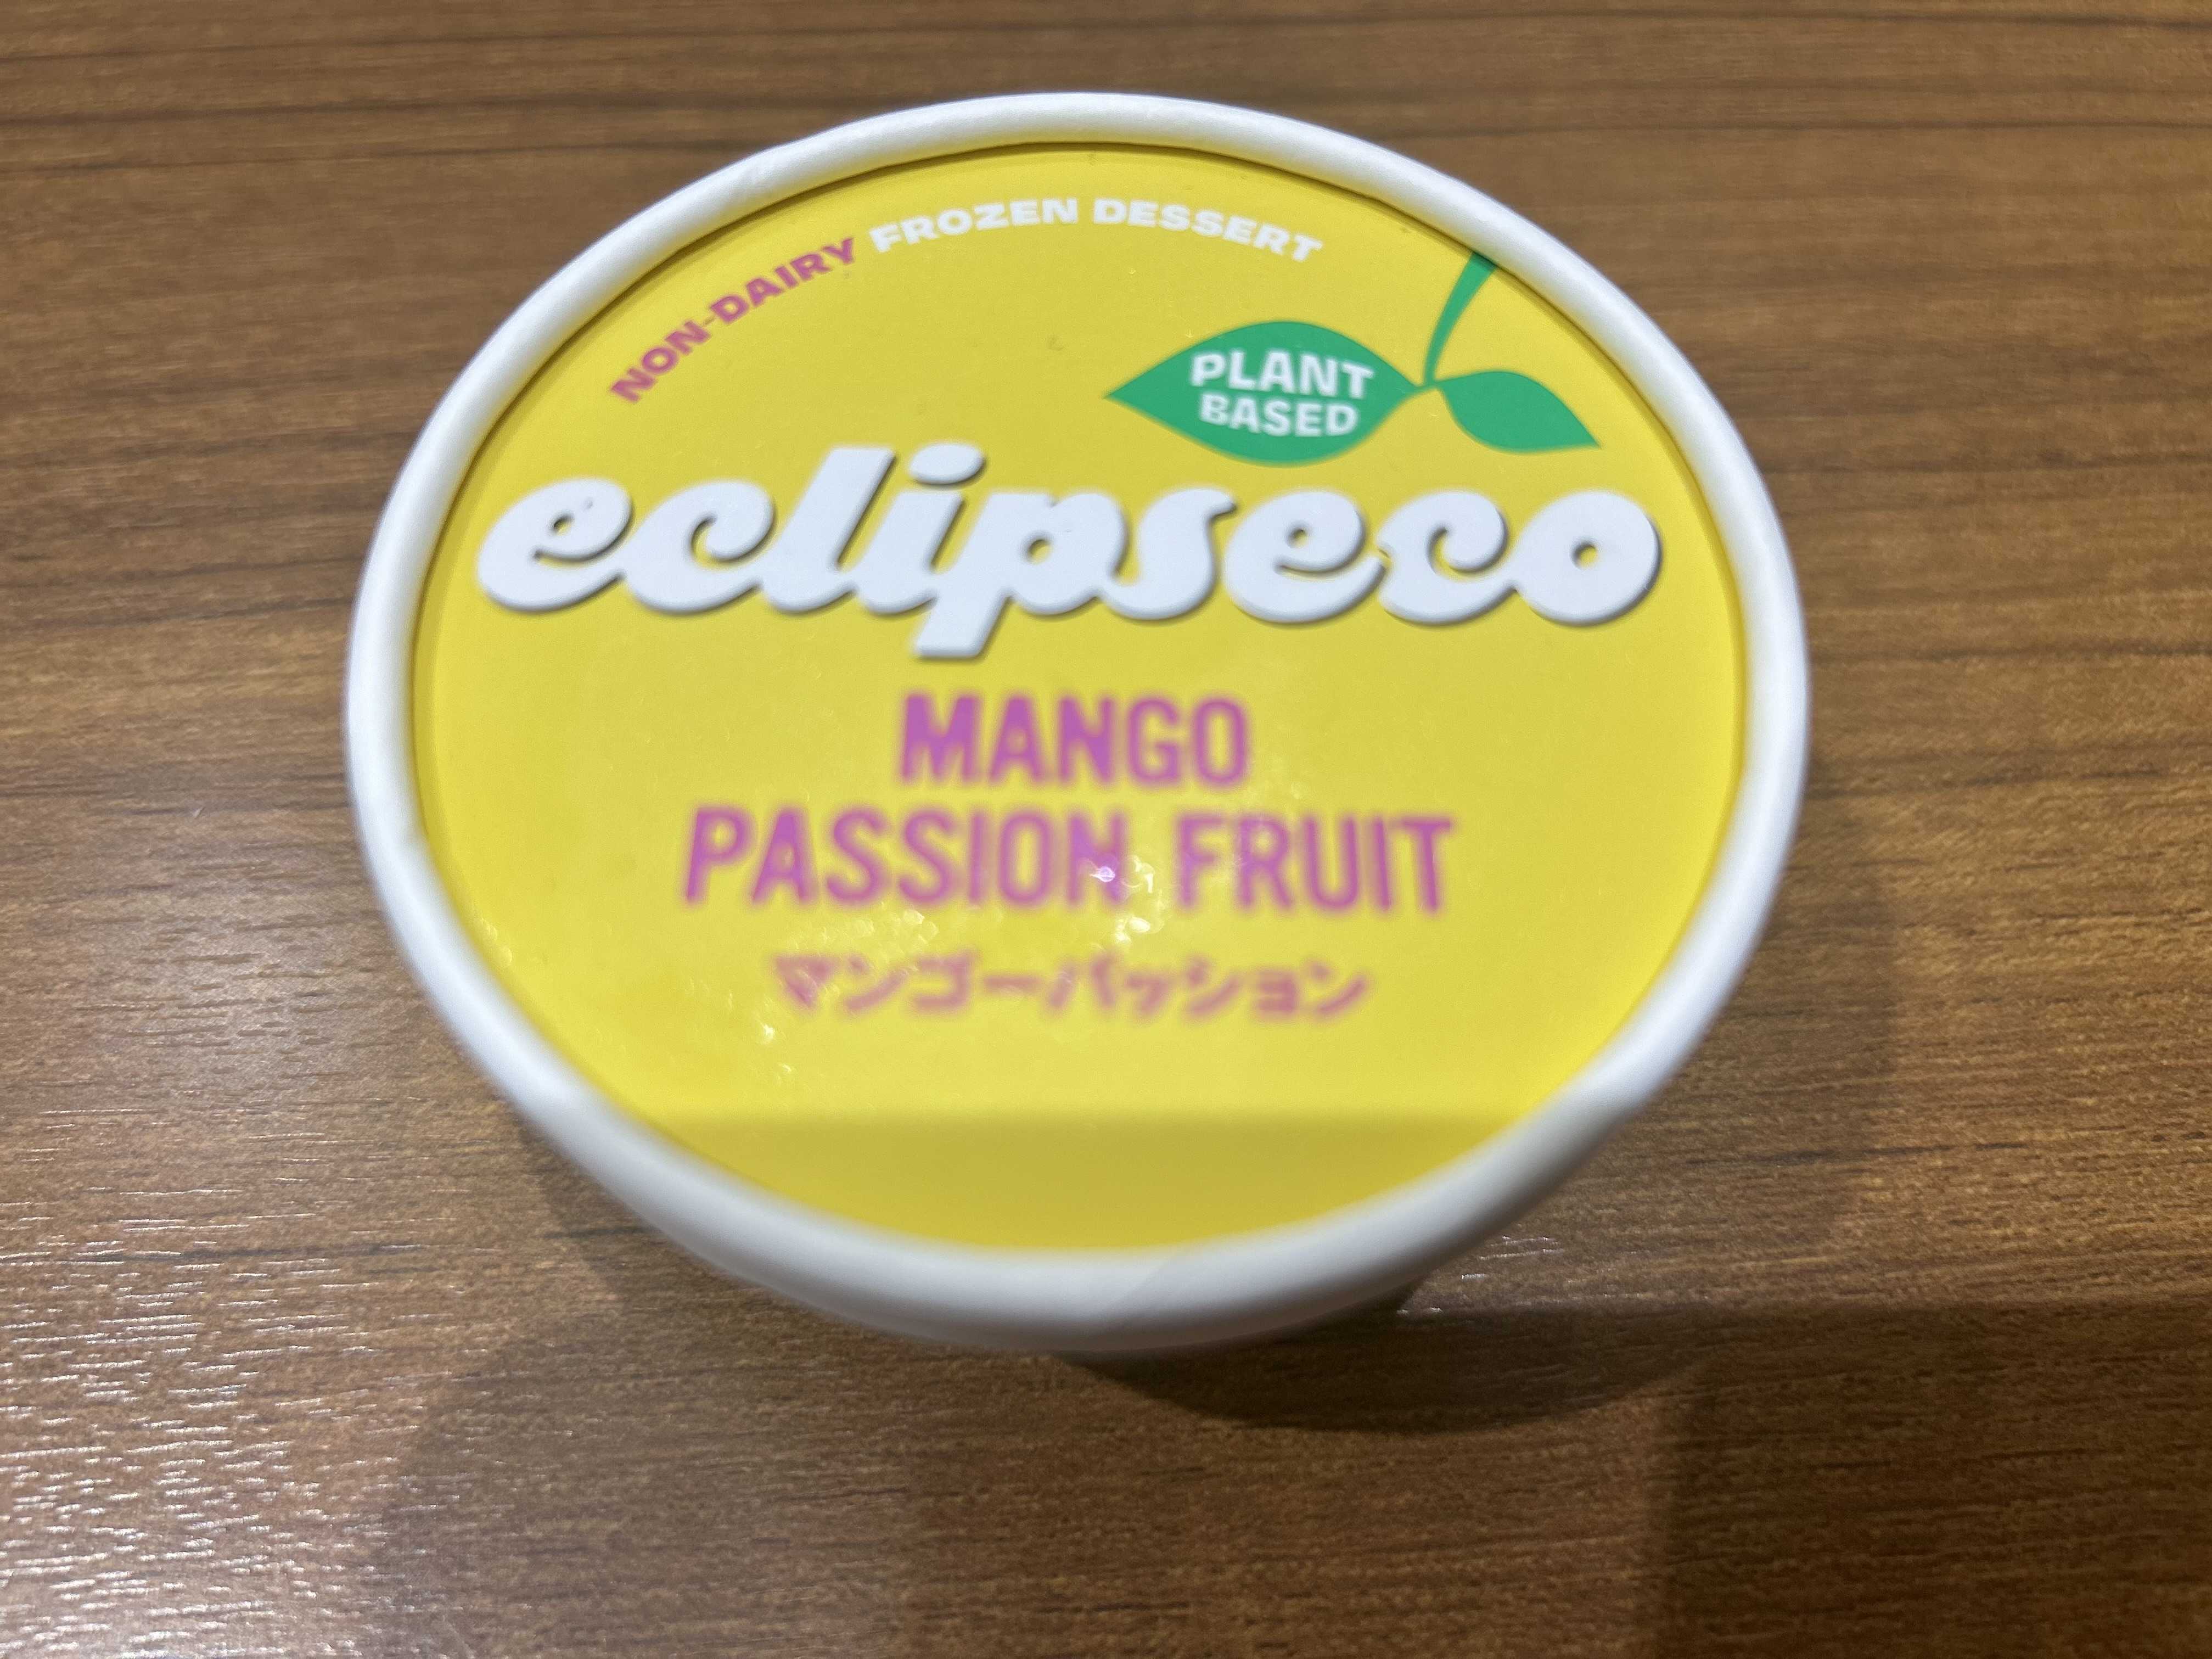 NON-DAIRY FROZEN DESSERT
PLANT
BASED
eclipseco
MANGO
PASSION FRUIT
マンゴーパッション